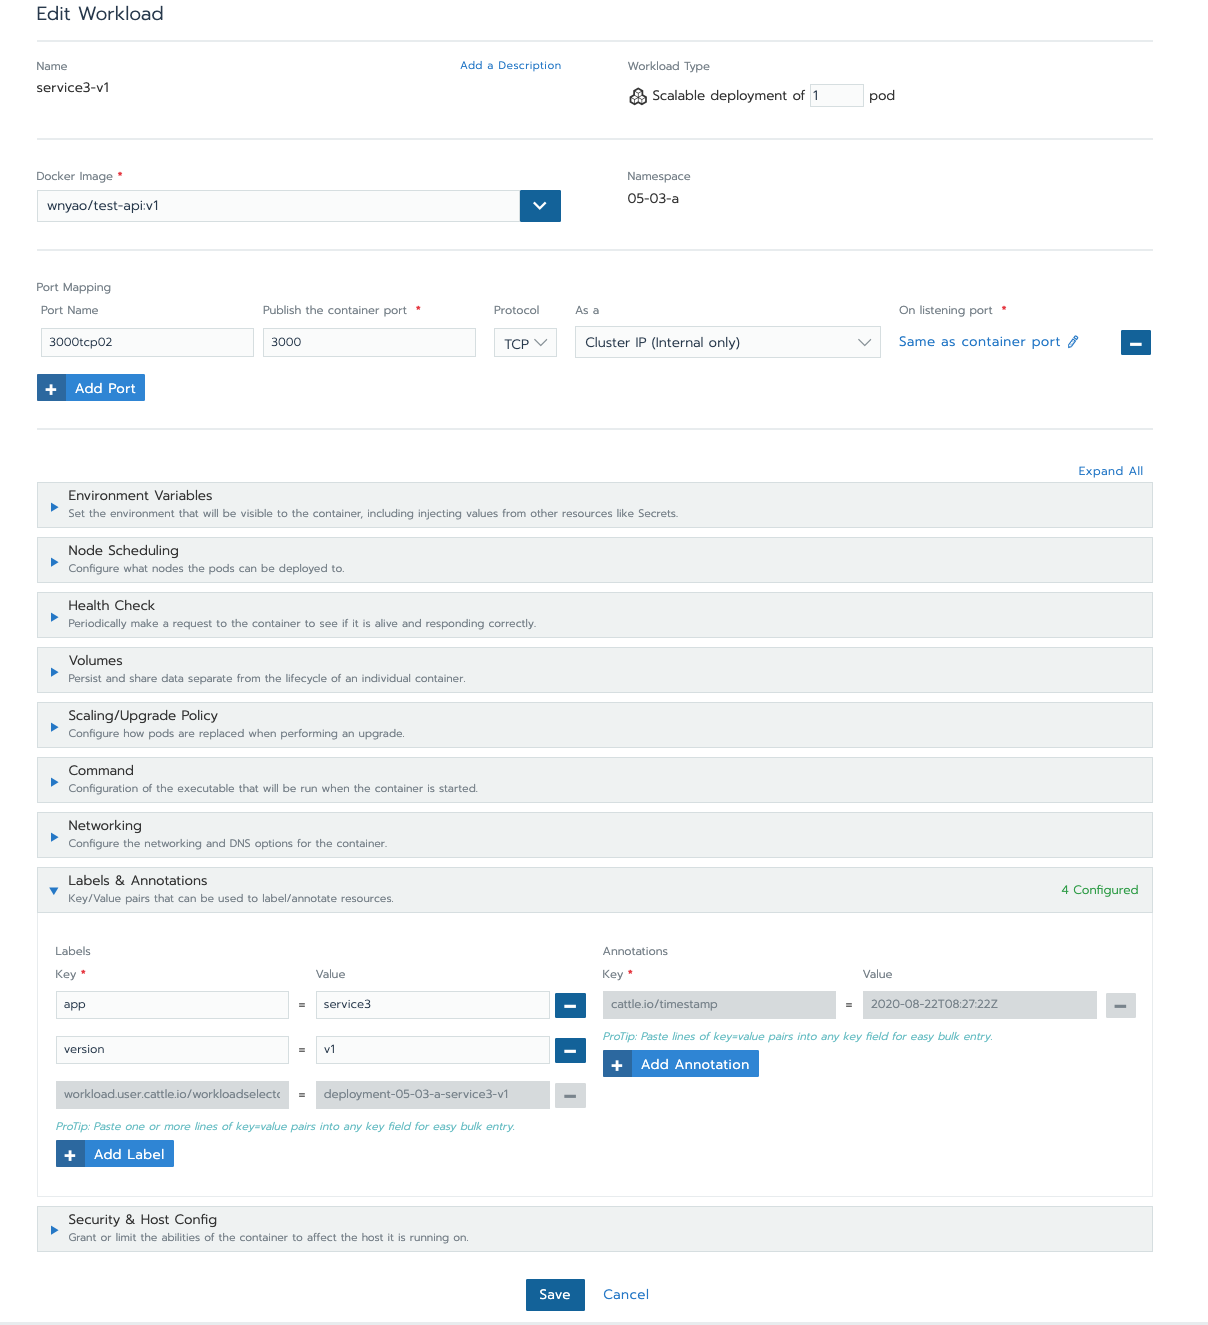 Edit Workload
Name
Add a Description
Workload Type
service3-v1
Scalable deployment of 1 pod
Docker Image *
Namespace
wnyao/test-api:v1
05-03-a
Port Mapping
Port Name
Publish the container port *
Protocol
As a
On listening port *
3000tcp02
3000
TCP
Cluster IP (Internal only)
Same as container port
Add Port
Expand All
Environment Variables
Set the environment that will be visible to the container, including injecting values from other resources like Secrets.
Node Scheduling
Configure what nodes the pods can be deployed to.
Health Check
Periodically make a request to the container to see if it is alive and responding correctly.
Volumes
Persist and share data separate from the lifecycle of an individual container.
Scaling/Upgrade Policy
Configure how pods are replaced when performing an upgrade.
Command
Configuration of the executable that will be run when the container is started.
Networking
Configure the networking and DNS options for the container.
Labels & Annotations
Key/Value pairs that can be used to label/annotate resources.
4 Configured
Labels
Key *
Value
app = service3
version = v1
workload.user.cattle.io/workloadselecto = deployment-05-03-a-service3-v1
ProTip: Paste one or more lines of key=value pairs into any key field for easy bulk entry.
Add Label
Annotations
Key *
Value
cattle.io/timestamp = 2020-08-22T08:27:22Z
ProTip: Paste lines of key=value pairs into any key field for easy bulk entry.
Add Annotation
Security & Host Config
Grant or limit the abilities of the container to affect the host it is running on.
Save
Cancel